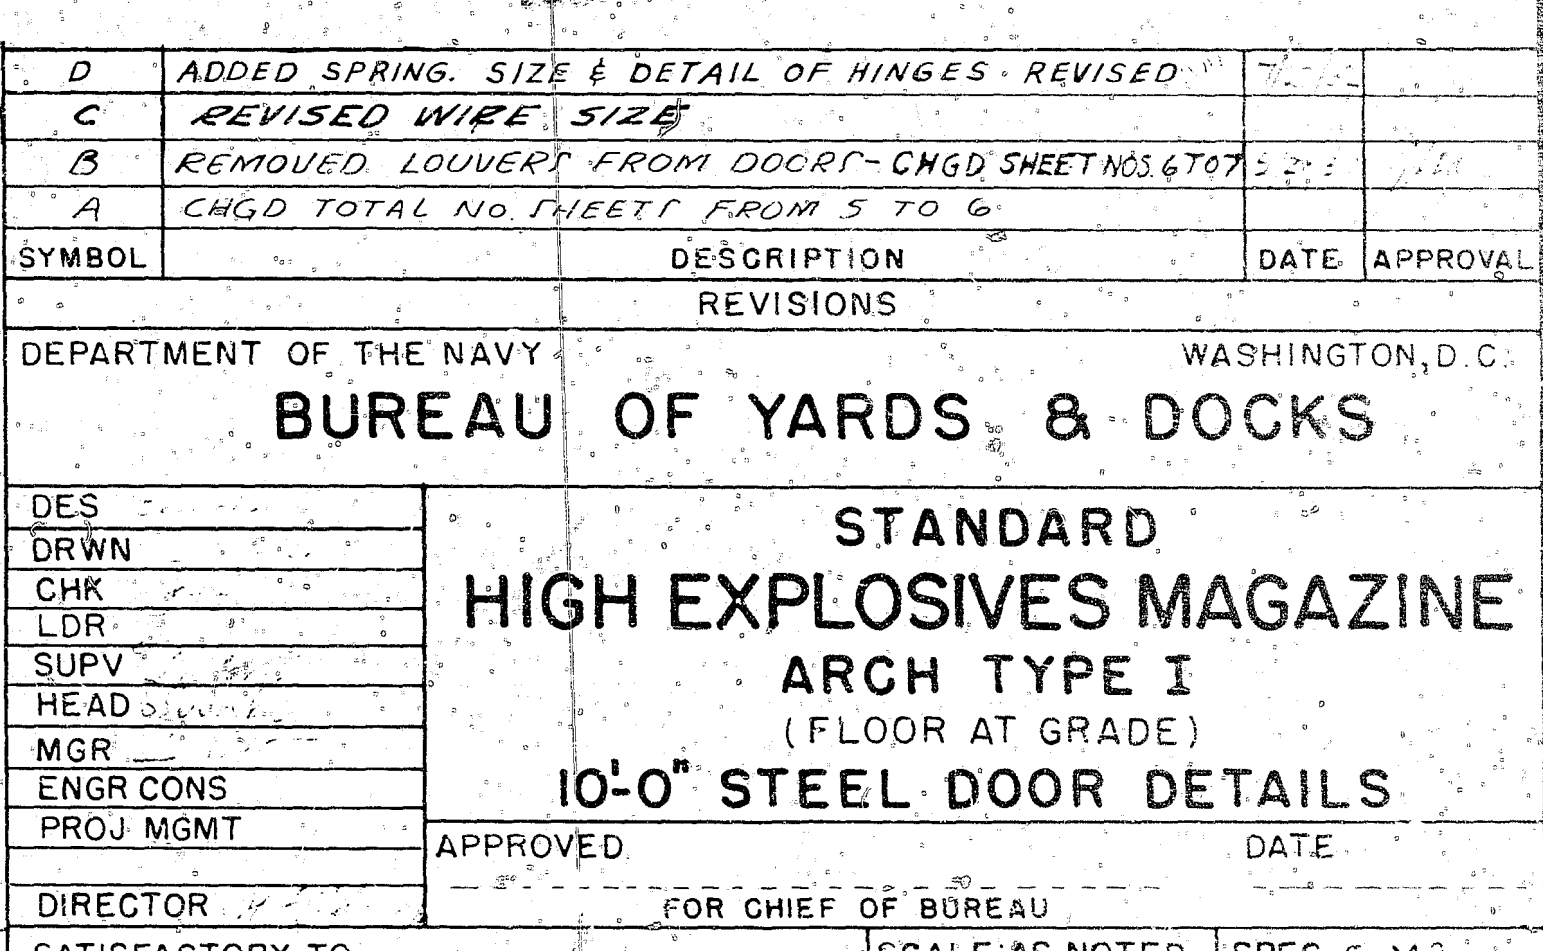 D ADDED SPRING. SIZE & DETAIL OF HINGES REVISED
C REVISED WIRE SIZE
B REMOVED LOUVERS FROM DOORS - CHGD SHEET NOS. 6 TO 7
A CHGD TOTAL NO. SHEETS FROM 5 TO 6
SYMBOL DESCRIPTION DATE APPROVAL
REVISIONS
DEPARTMENT OF THE NAVY WASHINGTON, D.C.
BUREAU OF YARDS & DOCKS
DES
DRWN
CHK
LDR
SUPV
HEAD
MGR
ENGR CONS
PROJ MGMT
DIRECTOR
STANDARD
HIGH EXPLOSIVES MAGAZINE
ARCH TYPE I
(FLOOR AT GRADE)
10'-0" STEEL DOOR DETAILS
APPROVED DATE
FOR CHIEF OF BUREAU
SATISFACTORY TO SCALE: AS NOTED SPEC